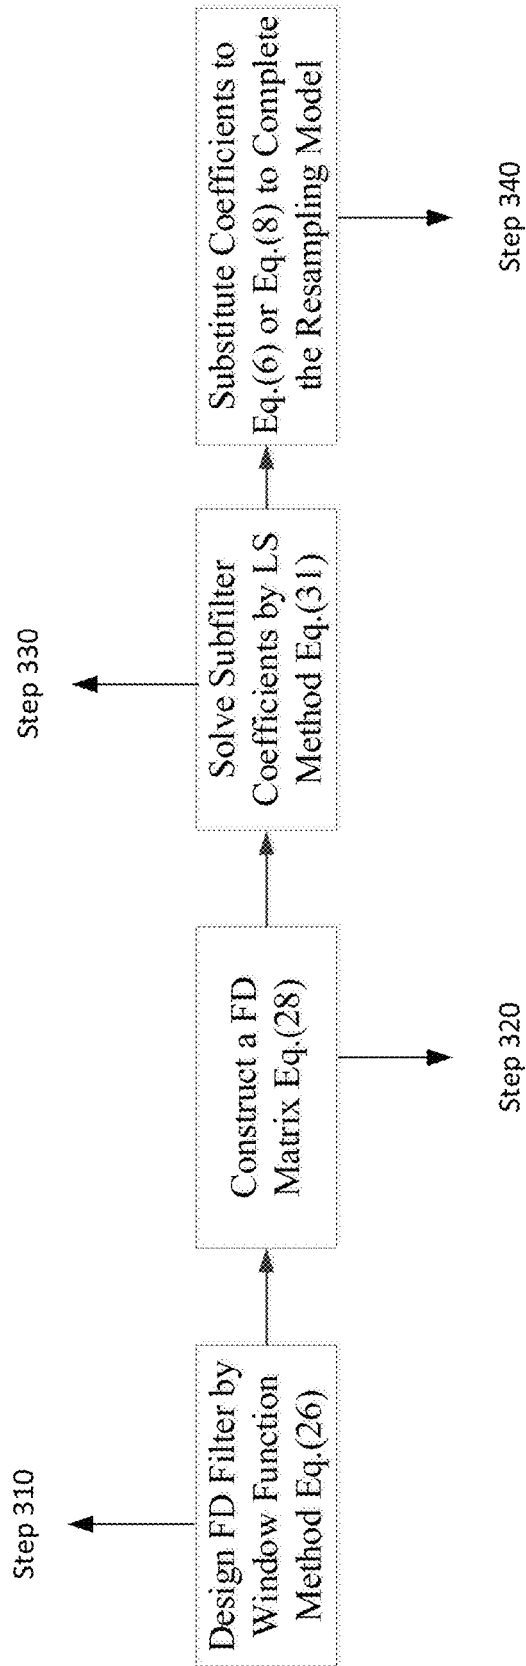 Step 310
Design FD Filter by
Window Function
Method Eq.(26)
Construct a FD
Matrix Eq.(28)
Step 320
Step 330
Solve Subfilter
Coefficients by LS
Method Eq.(31)
Substitute Coefficients to
Eq.(6) or Eq.(8) to Complete
the Resampling Model
Step 340